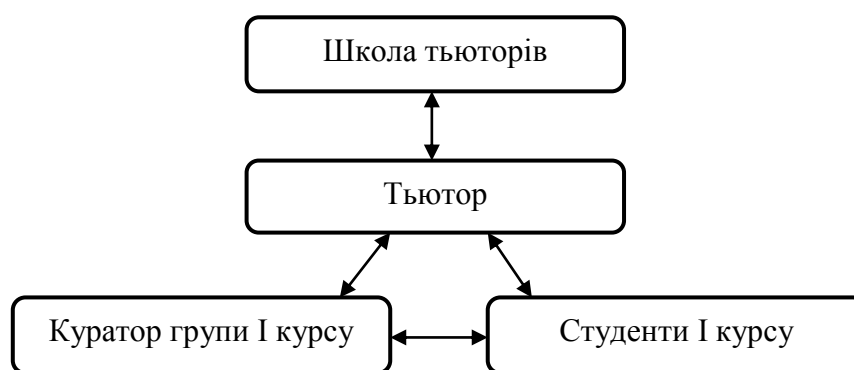 Школа тьюторів
Тьютор
Куратор групи І курсу
Студенти І курсу